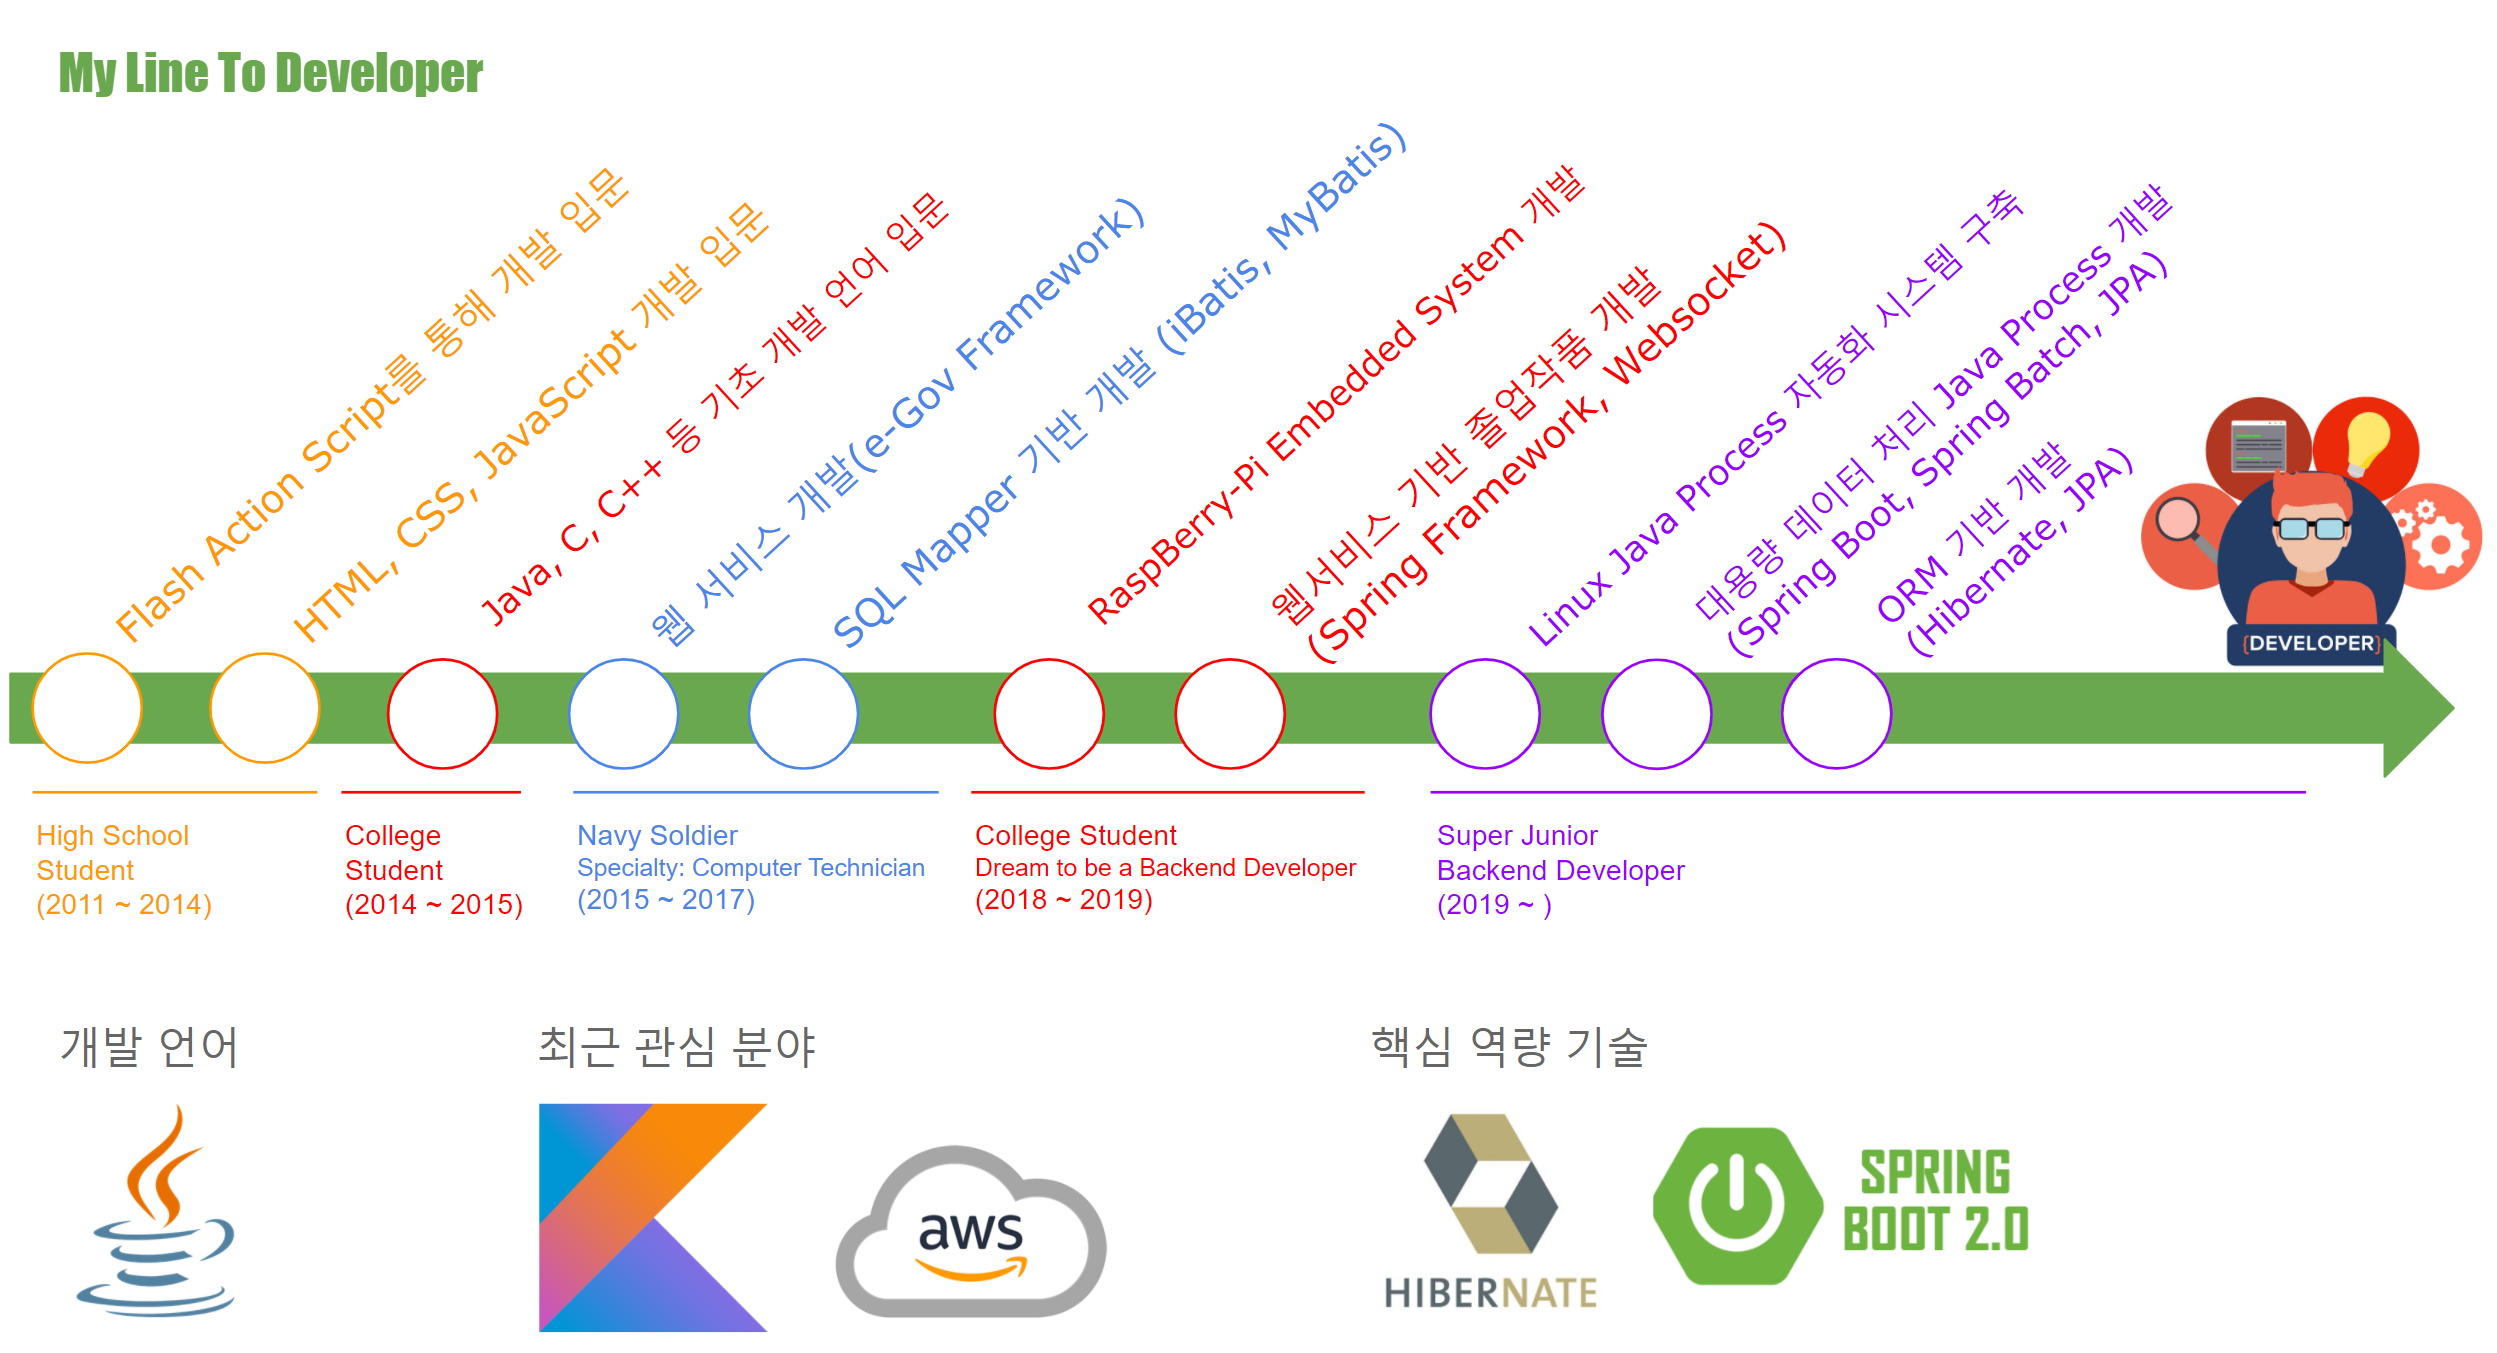 My Line To Developer
Flash Action Script를 통해 개발 입문
HTML, CSS, JavaScript 개발 입문
Java, C, C++ 등 기초 개발 언어 입문
웹 서비스 개발(e-Gov Framework)
SQL Mapper 기반 개발 (iBatis, MyBatis)
RaspBerry-Pi Embedded System 개발
웹서비스 기반 졸업작품 개발
(Spring Framework, Websocket)
Linux Java Process 자동화 시스템 구축
대용량 데이터 처리 Java Process 개발
(Spring Boot, Spring Batch, JPA)
ORM 기반 개발
(Hibernate, JPA)
{DEVELOPER}
High School
Student
(2011 ~ 2014)
College
Student
(2014 ~ 2015)
Navy Soldier
Specialty: Computer Technician
(2015 ~ 2017)
College Student
Dream to be a Backend Developer
(2018 ~ 2019)
Super Junior
Backend Developer
(2019 ~ )
개발 언어
최근 관심 분야
핵심 역량 기술
aws
HIBERNATE
SPRING
BOOT 2.0